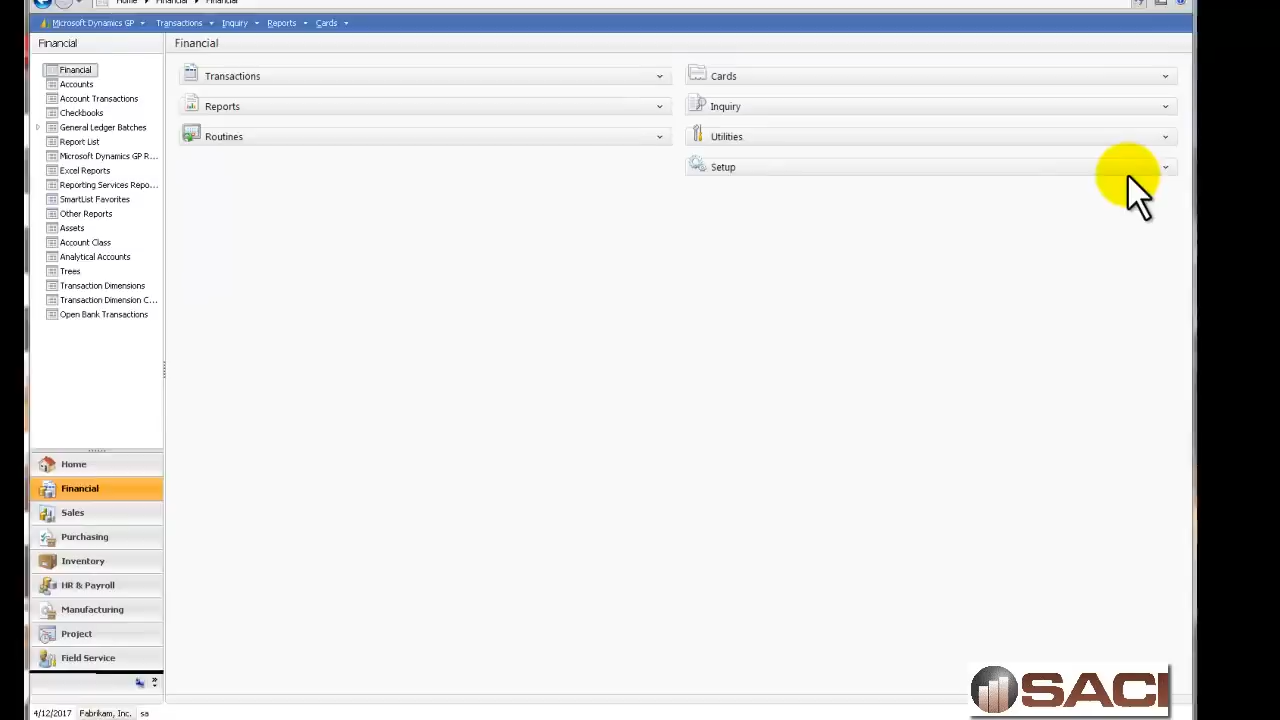 Home Financial Financial
Microsoft Dynamics GP Transactions Inquiry Reports Cards
Financial
Financial
Financial
Accounts
Account Transactions
Checkbooks
General Ledger Batches
Report List
Microsoft Dynamics GP R...
Excel Reports
Reporting Services Repo...
SmartList Favorites
Other Reports
Assets
Account Class
Analytical Accounts
Trees
Transaction Dimensions
Transaction Dimension C...
Open Bank Transactions
Transactions
Reports
Routines
Cards
Inquiry
Utilities
Setup
Home
Financial
Sales
Purchasing
Inventory
HR & Payroll
Manufacturing
Project
Field Service
4/12/2017 Fabrikam, Inc. sa
SACI